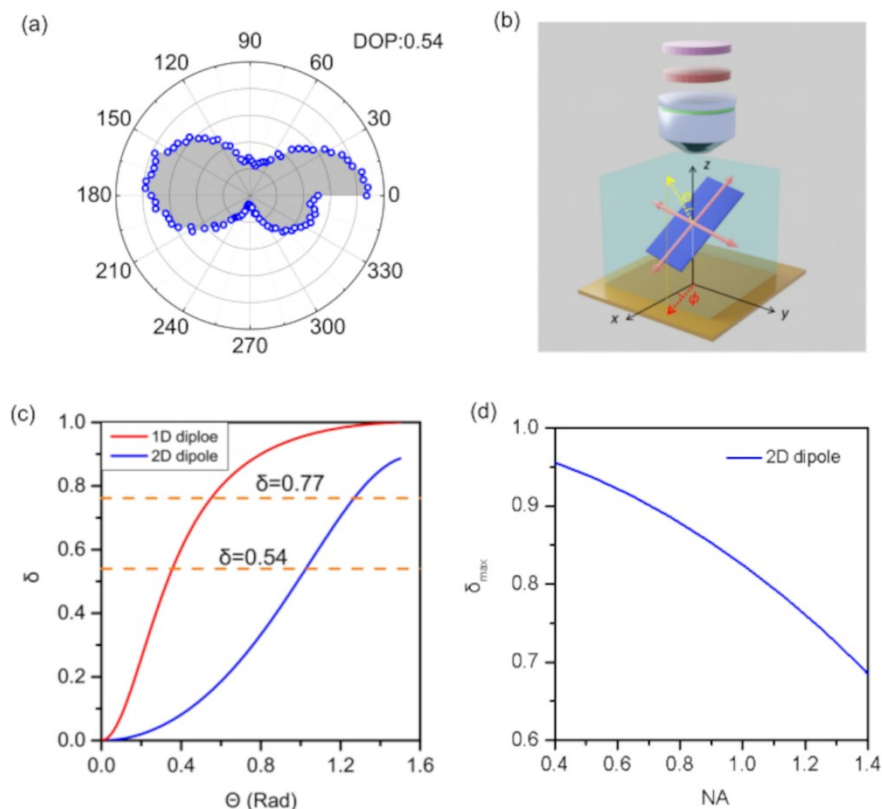 (a)
DOP:0.54
90
120
60
150
30
180
0
210
330
240
300
270
(b)
z
θ
ϕ
x
y
(c)
1D diploe
2D dipole
δ=0.77
δ=0.54
1.0
0.8
0.6
0.4
0.2
0.0
δ
0.0 0.4 0.8 1.2 1.6
Θ (Rad)
(d)
2D dipole
1.0
0.9
0.8
0.7
0.6
δmax
0.4 0.6 0.8 1.0 1.2 1.4
NA